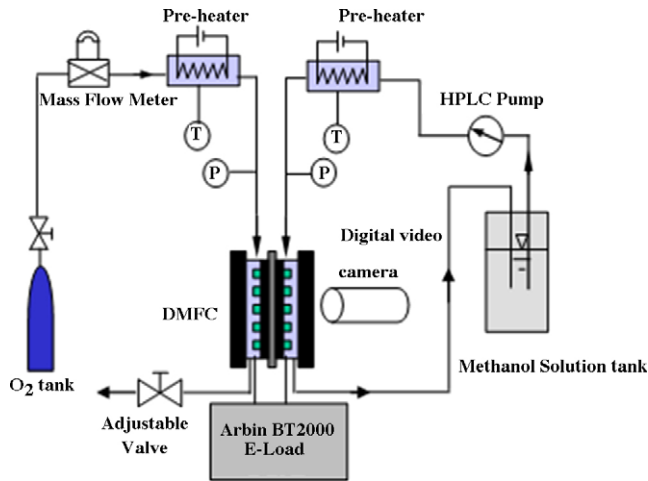 Pre-heater
Pre-heater
Mass Flow Meter
HPLC Pump
T
T
P
P
Digital video
camera
DMFC
Methanol Solution tank
O2 tank
Adjustable
Valve
Arbin BT2000
E-Load